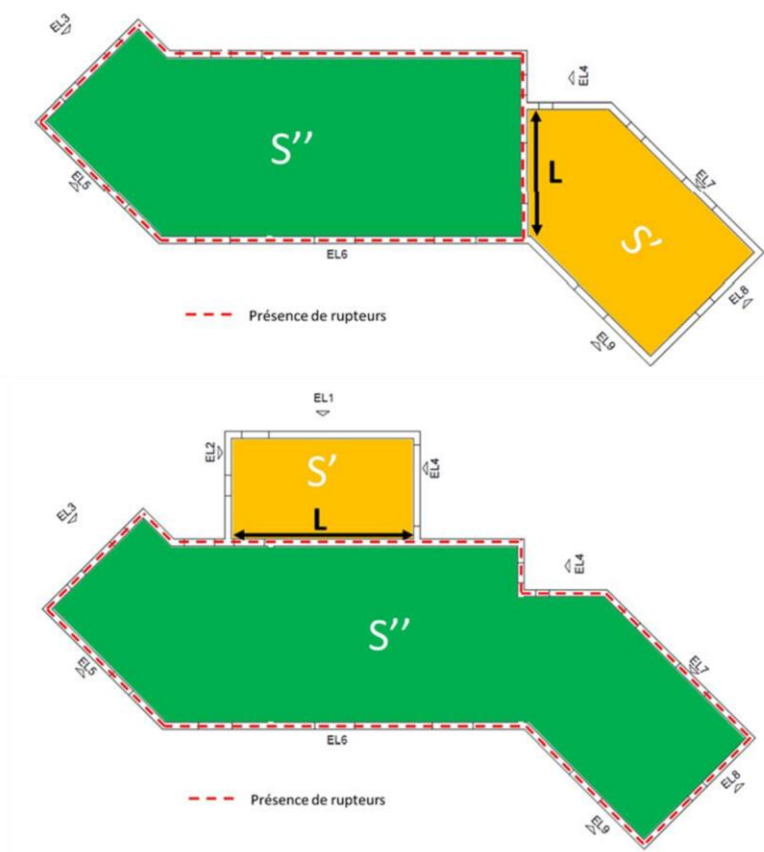 EL3
EL4
S’’
L
EL7
EL5
S’
EL6
EL8
Présence de rupteurs
EL9
EL1
EL2
S’
EL4
L
EL3
EL4
S’’
EL7
EL5
EL6
EL8
Présence de rupteurs
EL9